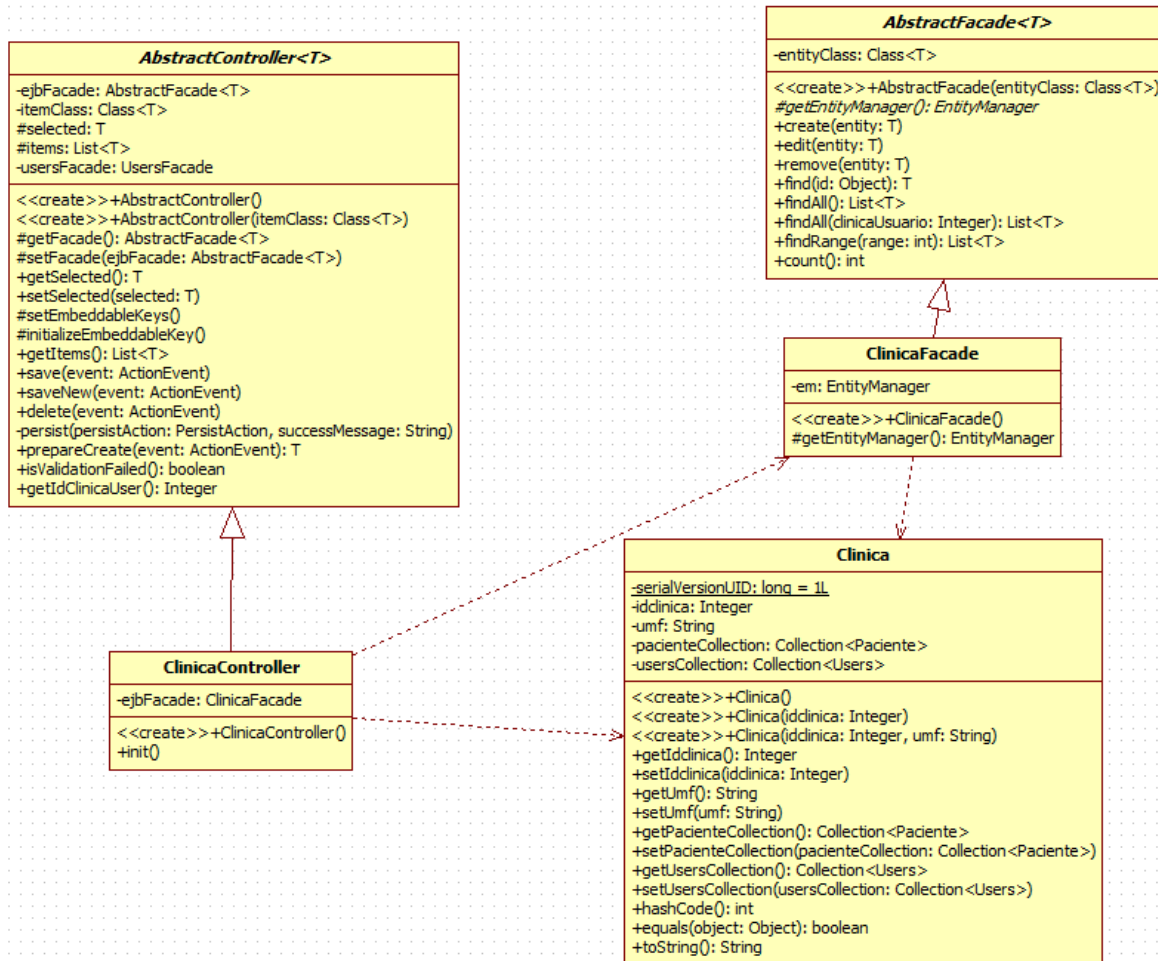 AbstractController<T>
-ejbFacade: AbstractFacade<T>
-itemClass: Class<T>
#selected: T
#items: List<T>
-usersFacade: UsersFacade
<<create>>+AbstractController()
<<create>>+AbstractController(itemClass: Class<T>)
#getFacade(): AbstractFacade<T>
#setFacade(ejbFacade: AbstractFacade<T>)
+getSelected(): T
+setSelected(selected: T)
#setEmbeddableKeys()
#initializeEmbeddableKey()
+getItems(): List<T>
+save(event: ActionEvent)
+saveNew(event: ActionEvent)
+delete(event: ActionEvent)
-persist(persistAction: PersistAction, successMessage: String)
+prepareCreate(event: ActionEvent): T
+isValidationFailed(): boolean
+getIdClinicaUser(): Integer
AbstractFacade<T>
-entityClass: Class<T>
<<create>>+AbstractFacade(entityClass: Class<T>)
#getEntityManager(): EntityManager
+create(entity: T)
+edit(entity: T)
+remove(entity: T)
+find(id: Object): T
+findAll(): List<T>
+findAll(clinicaUsuario: Integer): List<T>
+findRange(range: int): List<T>
+count(): int
ClinicaFacade
-em: EntityManager
<<create>>+ClinicaFacade()
#getEntityManager(): EntityManager
ClinicaController
-ejbFacade: ClinicaFacade
<<create>>+ClinicaController()
+init()
Clinica
-serialVersionUID: long = 1L
-idclinica: Integer
-umf: String
-pacienteCollection: Collection<Paciente>
-usersCollection: Collection<Users>
<<create>>+Clinica()
<<create>>+Clinica(idclinica: Integer)
<<create>>+Clinica(idclinica: Integer, umf: String)
+getIdclinica(): Integer
+setIdclinica(idclinica: Integer)
+getUmf(): String
+setUmf(umf: String)
+getPacienteCollection(): Collection<Paciente>
+setPacienteCollection(pacienteCollection: Collection<Paciente>)
+getUsersCollection(): Collection<Users>
+setUsersCollection(usersCollection: Collection<Users>)
+hashCode(): int
+equals(object: Object): boolean
+toString(): String